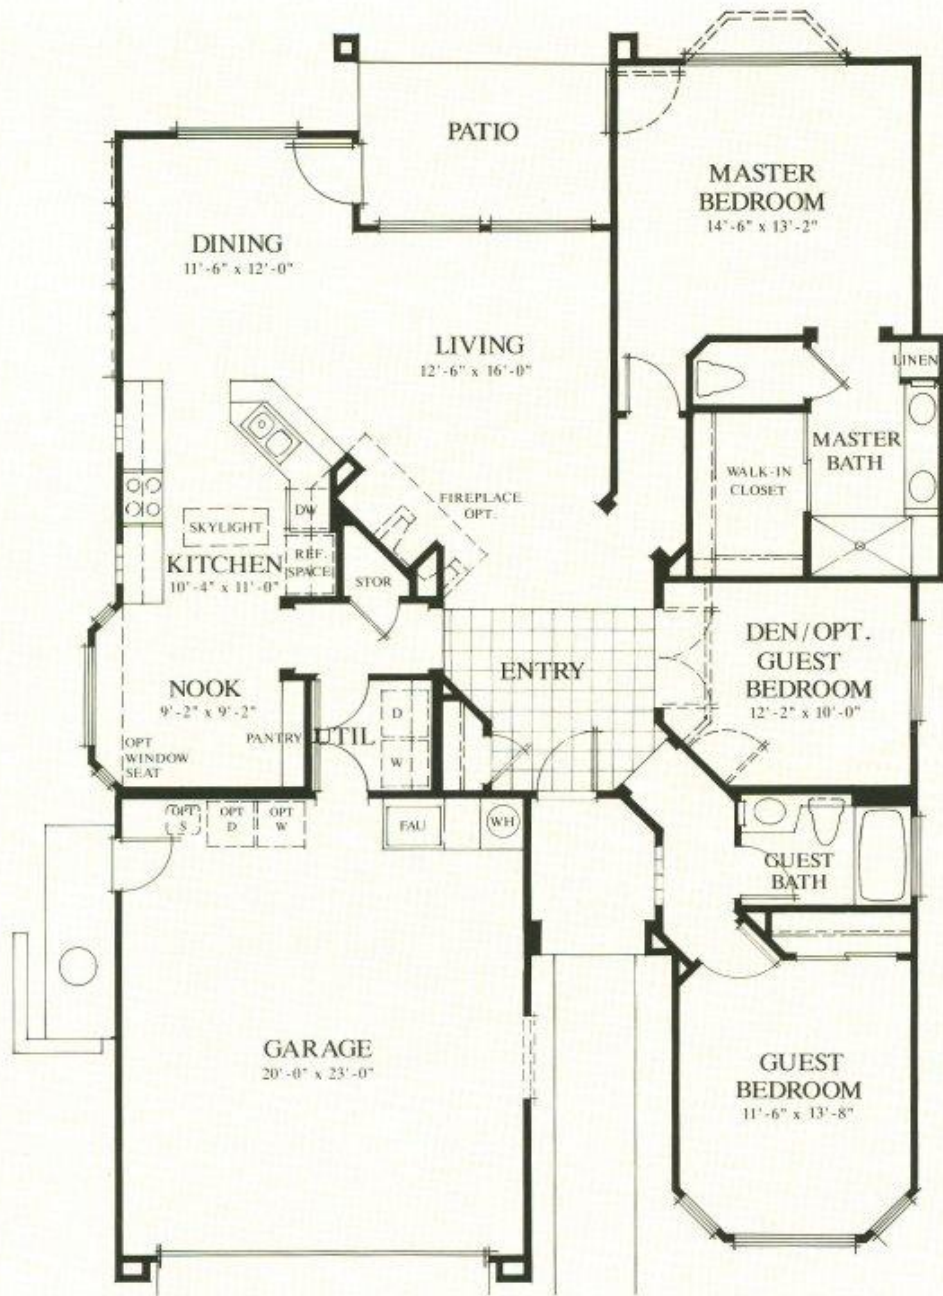 PATIO
MASTER
BEDROOM
14'-6" x 13'-2"
DINING
11'-6" x 12'-0"
LIVING
12'-6" x 16'-0"
LINEN
MASTER
BATH
WALK-IN
CLOSET
FIREPLACE
OPT.
DW
SKYLIGHT
REF.
SPACE
KITCHEN
10'-4" x 11'-0"
STOR
DEN/OPT.
GUEST
BEDROOM
12'-2" x 10'-0"
ENTRY
NOOK
9'-2" x 9'-2"
OPT
WINDOW
SEAT
PANTRY
UTIL
D
W
OPT
S
OPT
D
OPT
W
FAU
WH
GUEST
BATH
GARAGE
20'-0" x 23'-0"
GUEST
BEDROOM
11'-6" x 13'-8"